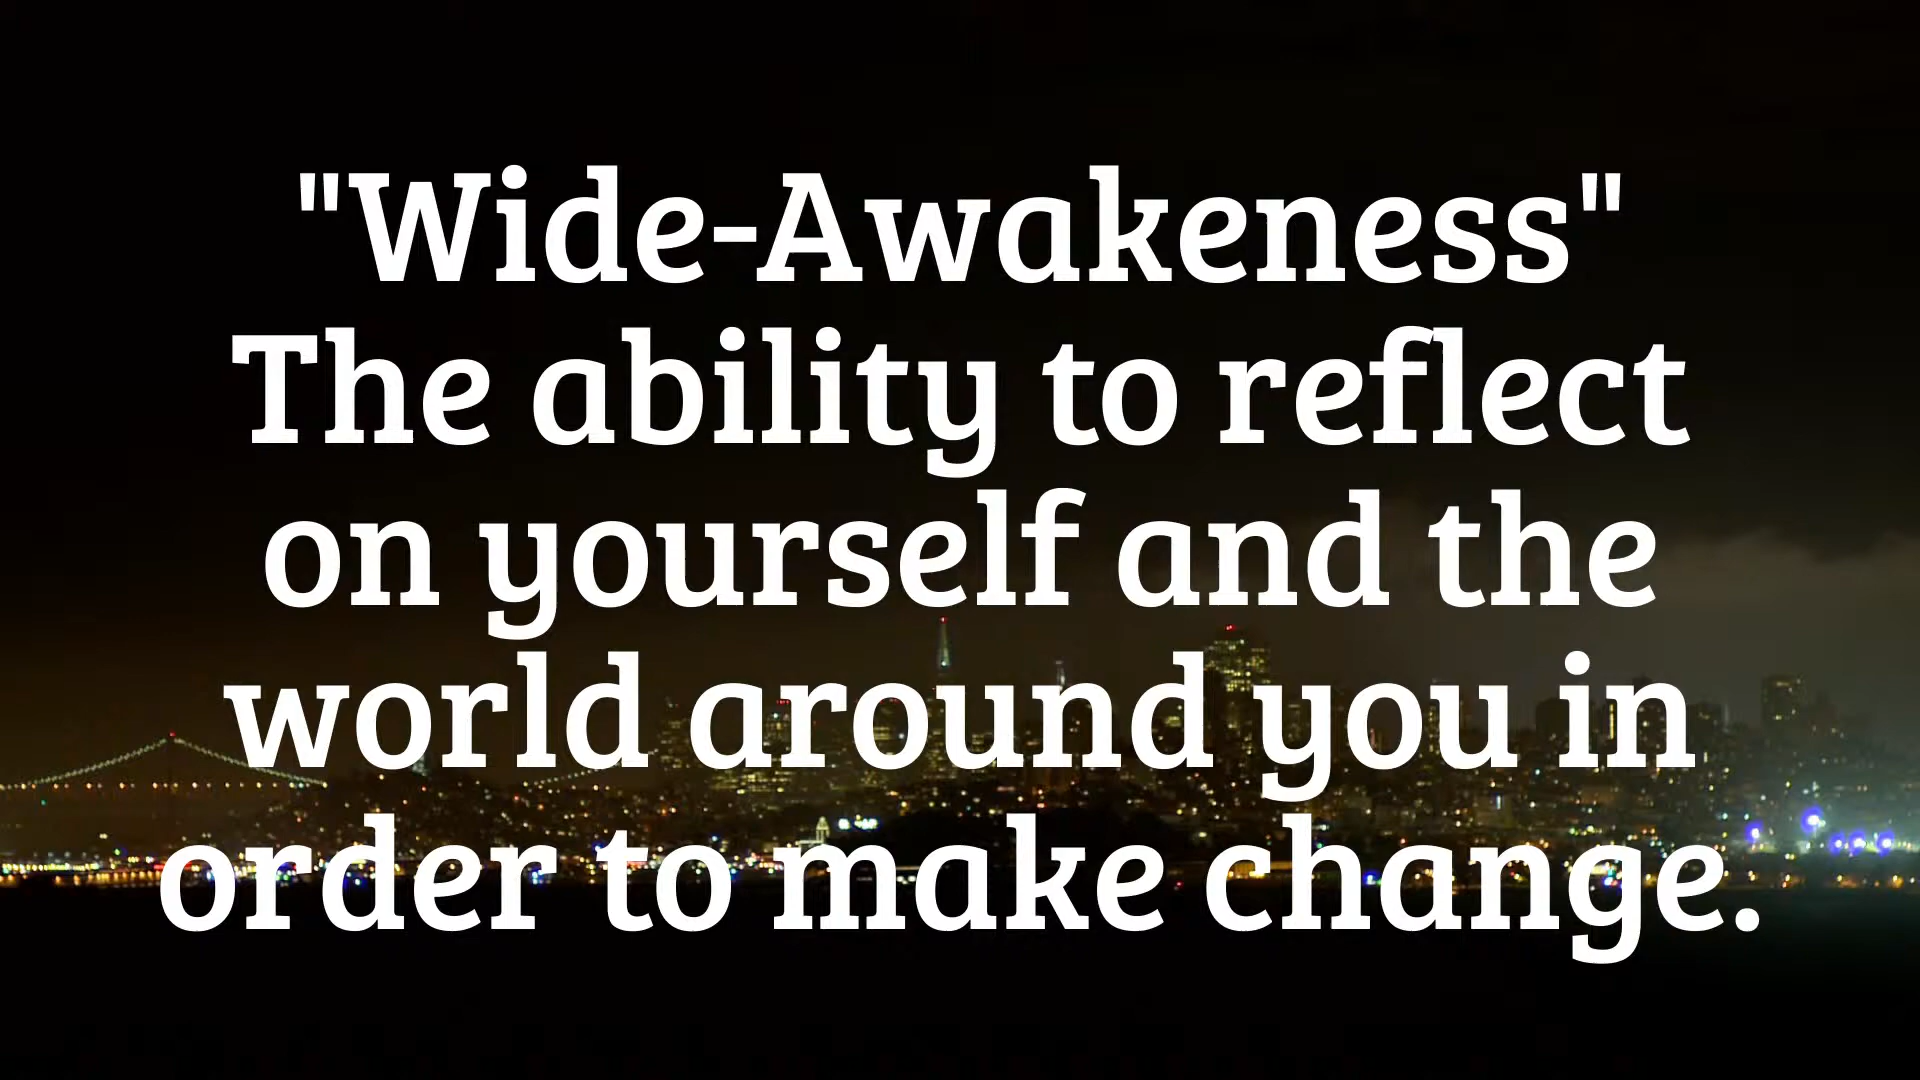 "Wide-Awakeness"
The ability to reflect
on yourself and the
world around you in
order to make change.